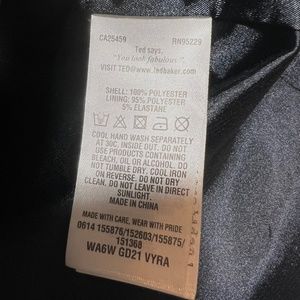 CA25459 RN95229
Ted says,
"You look fabulous"
VISIT TED@www.tedbaker.com
SHELL: 100% POLYESTER
LINING: 95% POLYESTER
5% ELASTANE
COOL HAND WASH SEPARATELY
AT 30C. INSIDE OUT. DO NOT
USE PRODUCTS CONTAINING
BLEACH, OIL OR ALCOHOL. DO
NOT TUMBLE DRY. COOL IRON
ON REVERSE. DO NOT DRY
CLEAN. DO NOT LEAVE IN DIRECT
SUNLIGHT.
MADE IN CHINA
MADE WITH CARE, WEAR WITH PRIDE
0614 155876/152603/155875/
151368
WA6W GD21 VYRA